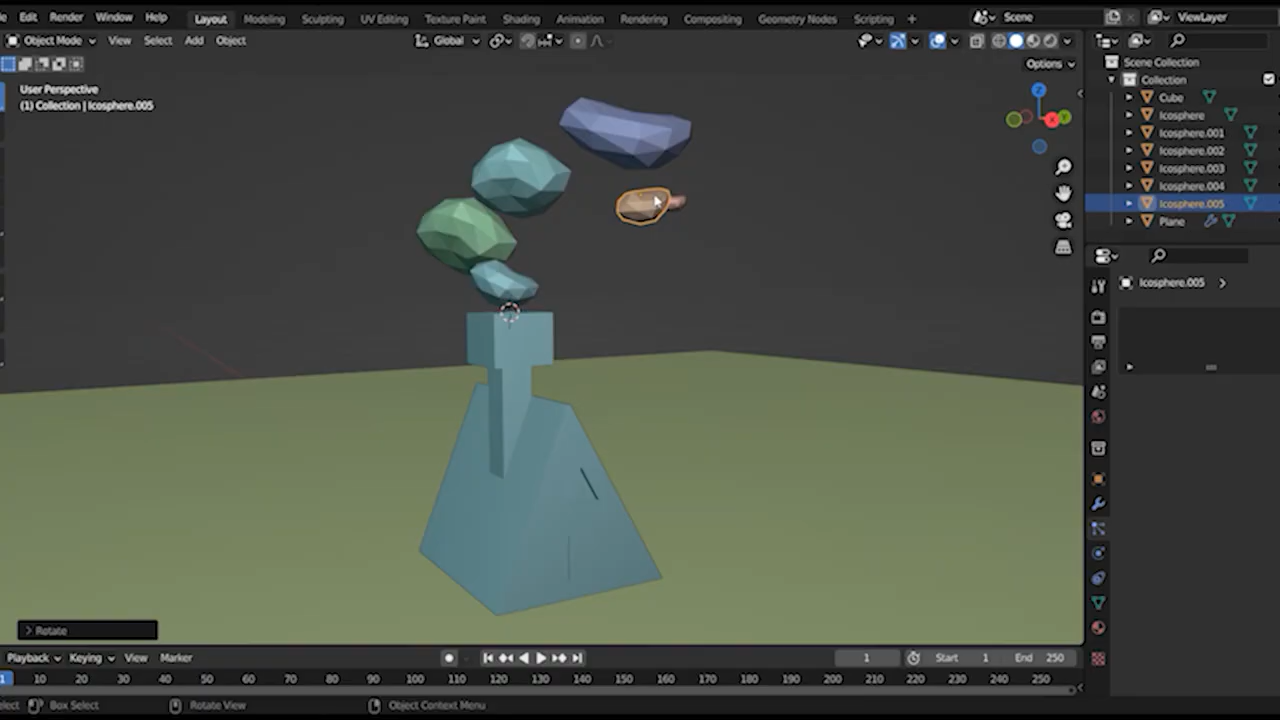 Edit Render Window Help Layout Modeling Sculpting UV Editing Texture Paint Shading Animation Rendering Compositing Geometry Nodes Scripting + Scene ViewLayer
Object Mode View Select Add Object Global
Options
Scene Collection
Collection
User Perspective
(1) Collection | Icosphere.005
Cube
Icosphere
Icosphere.001
Icosphere.002
Icosphere.003
Icosphere.004
Icosphere.005
Plane
Z
X
Y
Icosphere.005
Rotate
Playback Keying View Marker 1 Start 1 End 250
1 10 20 30 40 50 60 70 80 90 100 110 120 130 140 150 160 170 180 190 200 210 220 230 240 250
Box Select Rotate View Object Context Menu